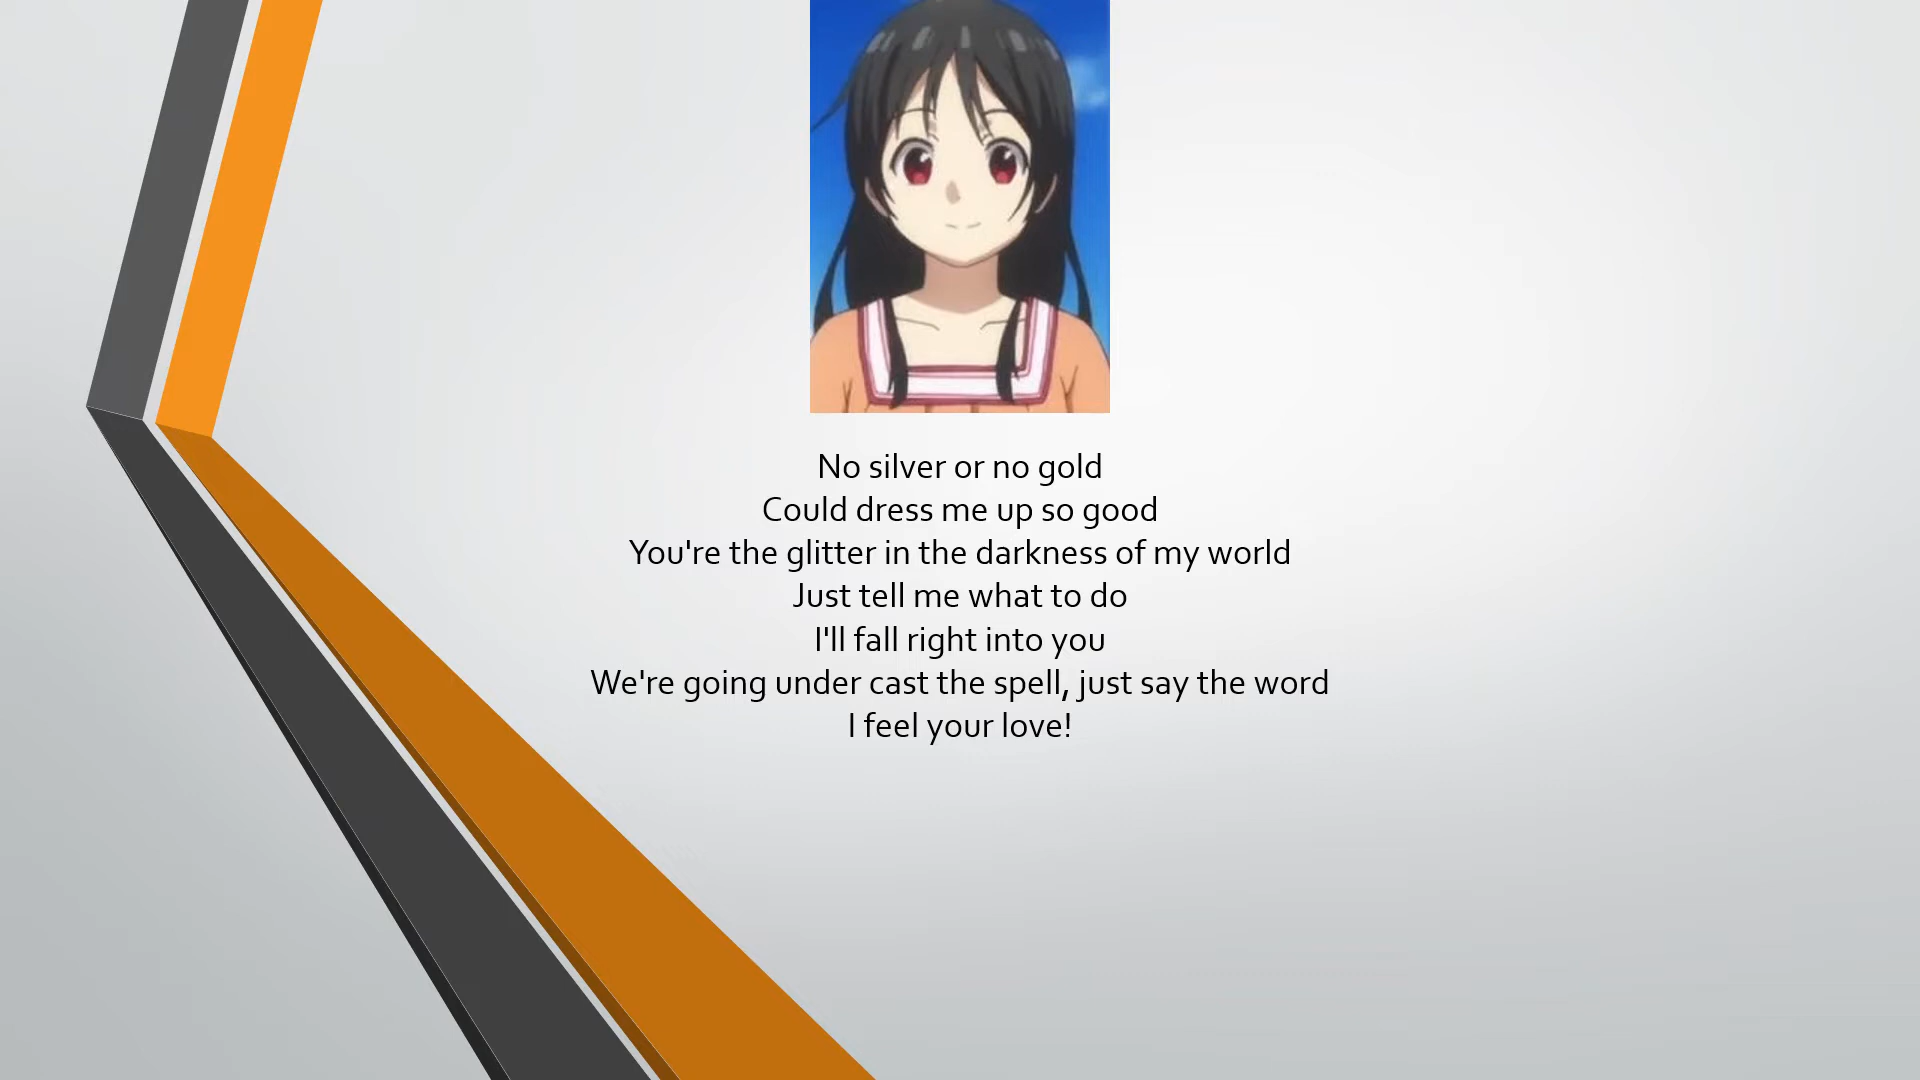 No silver or no gold
Could dress me up so good
You're the glitter in the darkness of my world
Just tell me what to do
I'll fall right into you
We're going under cast the spell, just say the word
I feel your love!